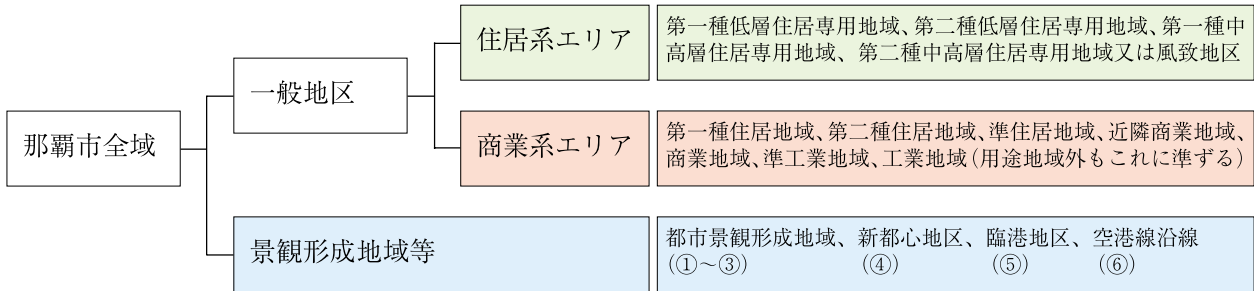 那覇市全域
一般地区
住居系エリア
第一種低層住居専用地域、第二種低層住居専用地域、第一種中
高層住居専用地域、第二種中高層住居専用地域又は風致地区
商業系エリア
第一種住居地域、第二種住居地域、準住居地域、近隣商業地域、
商業地域、準工業地域、工業地域(用途地域外もこれに準ずる)
景観形成地域等
都市景観形成地域、新都心地区、臨港地区、空港線沿線
(①～③) (④) (⑤) (⑥)